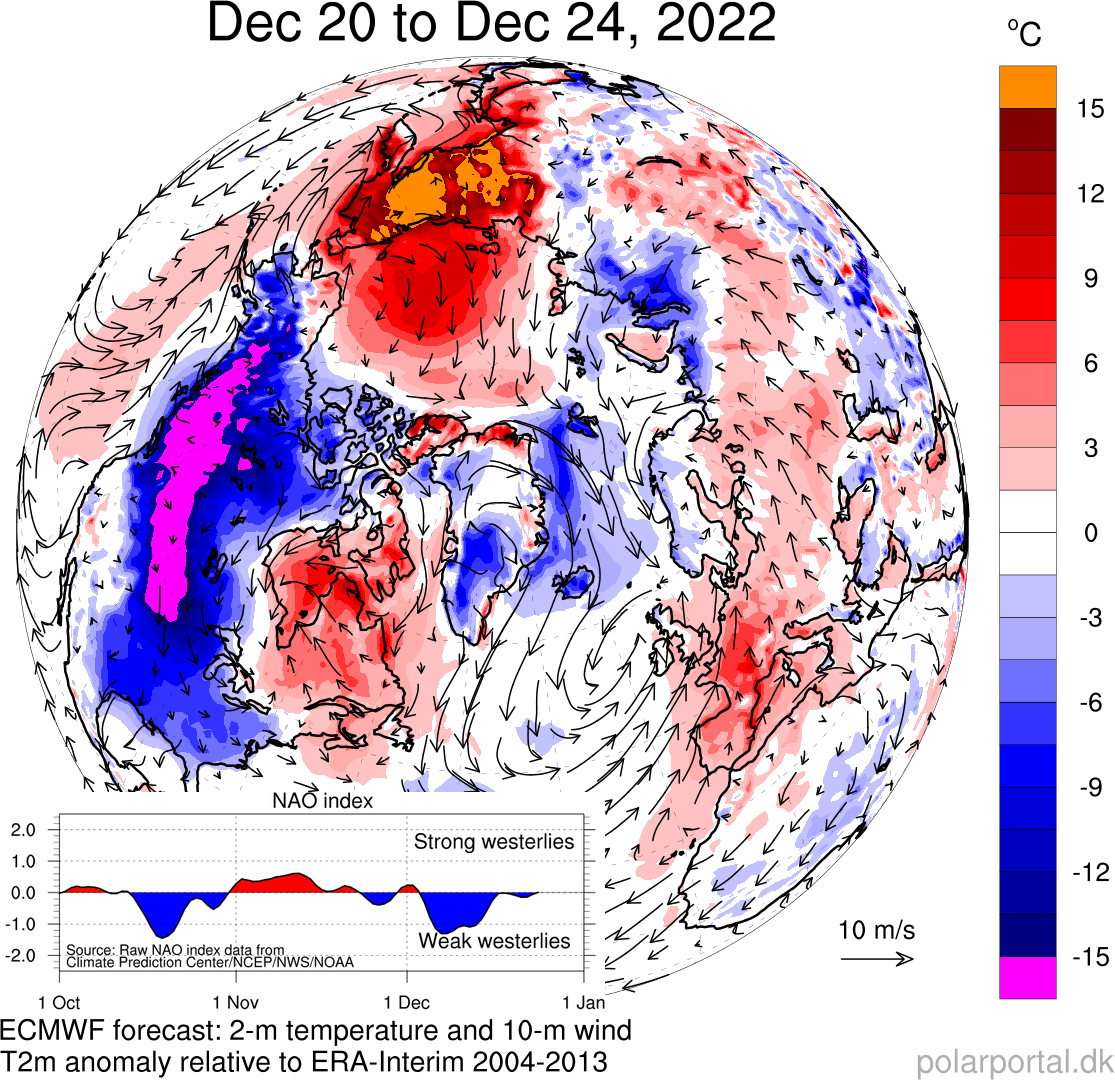 Dec 20 to Dec 24, 2022
°C
15
12
9
6
3
0
-3
-6
-9
-12
-15
10 m/s
NAO index
2.0
1.0
0.0
-1.0
-2.0
Strong westerlies
Weak westerlies
Source: Raw NAO index data from
Climate Prediction Center/NCEP/NWS/NOAA
1 Oct
1 Nov
1 Dec
1 Jan
ECMWF forecast: 2-m temperature and 10-m wind
T2m anomaly relative to ERA-Interim 2004-2013
polarportal.dk